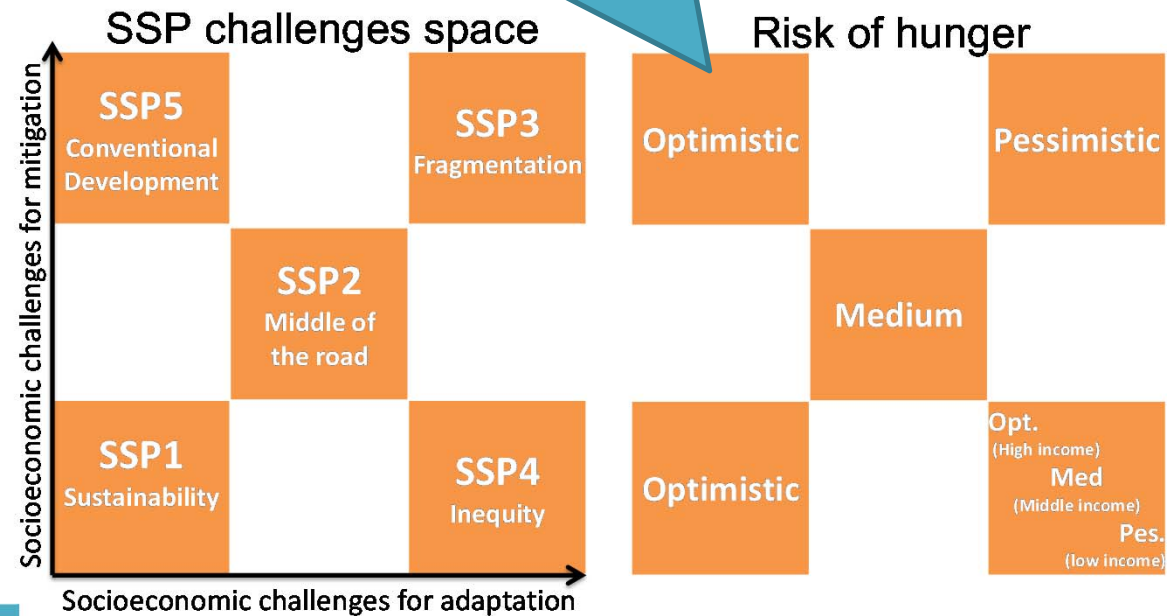 SSP challenges space
Socioeconomic challenges for mitigation
SSP5
Conventional
Development
SSP3
Fragmentation
SSP2
Middle of
the road
SSP1
Sustainability
SSP4
Inequity
Socioeconomic challenges for adaptation
Risk of hunger
Optimistic
Pessimistic
Medium
Optimistic
Opt.
(High income)
Med
(Middle income)
Pes.
(low income)